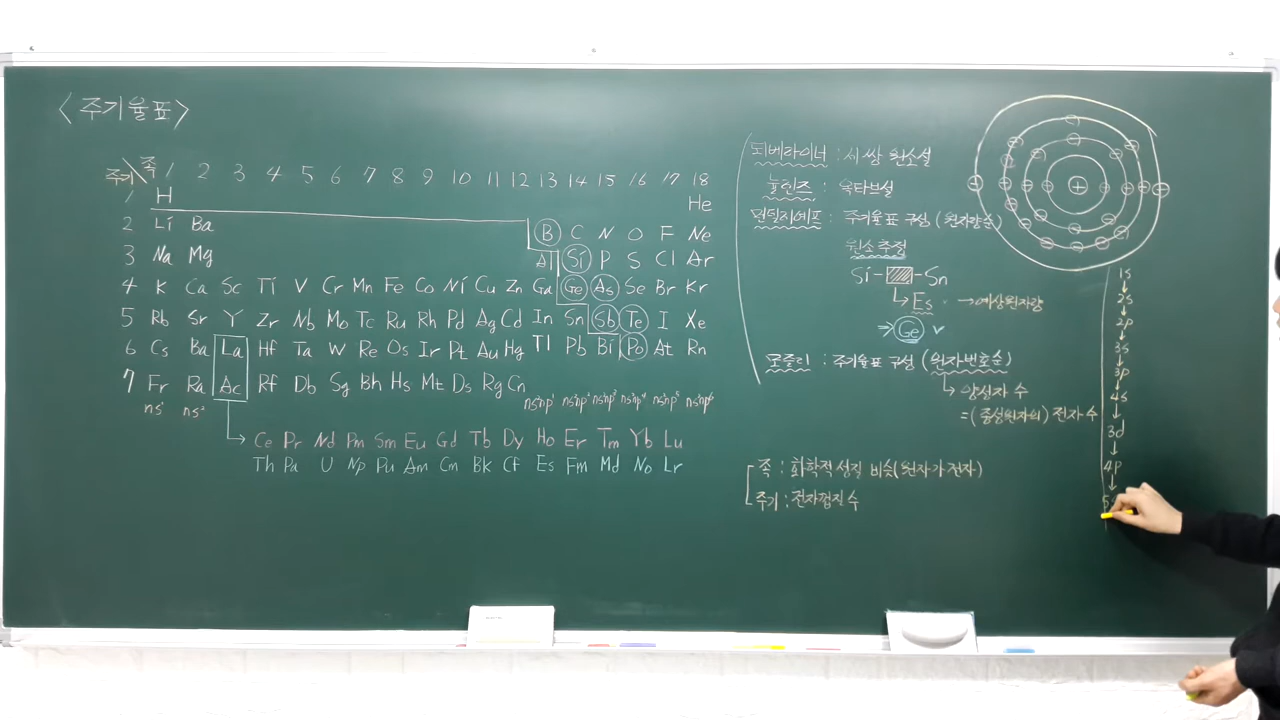 <주기율표>
주기 족 1 2 3 4 5 6 7 8 9 10 11 12 13 14 15 16 17 18
1 H He
2 Li Ba B C N O F Ne
3 Na Mg Al Si P S Cl Ar
4 K Ca Sc Ti V Cr Mn Fe Co Ni Cu Zn Ga Ge As Se Br Kr
5 Rb Sr Y Zr Nb Mo Tc Ru Rh Pd Ag Cd In Sn Sb Te I Xe
6 Cs Ba La Hf Ta W Re Os Ir Pt Au Hg Tl Pb Bi Po At Rn
7 Fr Ra Ac Rf Db Sg Bh Hs Mt Ds Rg Cn
ns¹ ns² ns²np¹ ns²np² ns²np³ ns²np⁴ ns²np⁵ ns²np⁶
Ce Pr Nd Pm Sm Eu Gd Tb Dy Ho Er Tm Yb Lu
Th Pa U Np Pu Am Cm Bk Cf Es Fm Md No Lr
되베라이너 : 세 쌍 원소설
뉼린즈 : 옥타브설
멘델레예프 : 주기율표 구성 (원자량순)
원소 추정
Si - - Sn
→ Es → 예상원자량
⇒ Ge ✓
모즐리 : 주기율표 구성 (원자번호순)
→ 양성자 수
= (중성원자의) 전자 수
족 : 화학적 성질 비슷 (원자가 전자)
주기 : 전자껍질 수
+
1s
↓
2s
↓
2p
↓
3s
↓
3p
↓
4s
↓
3d
↓
4p
↓
5